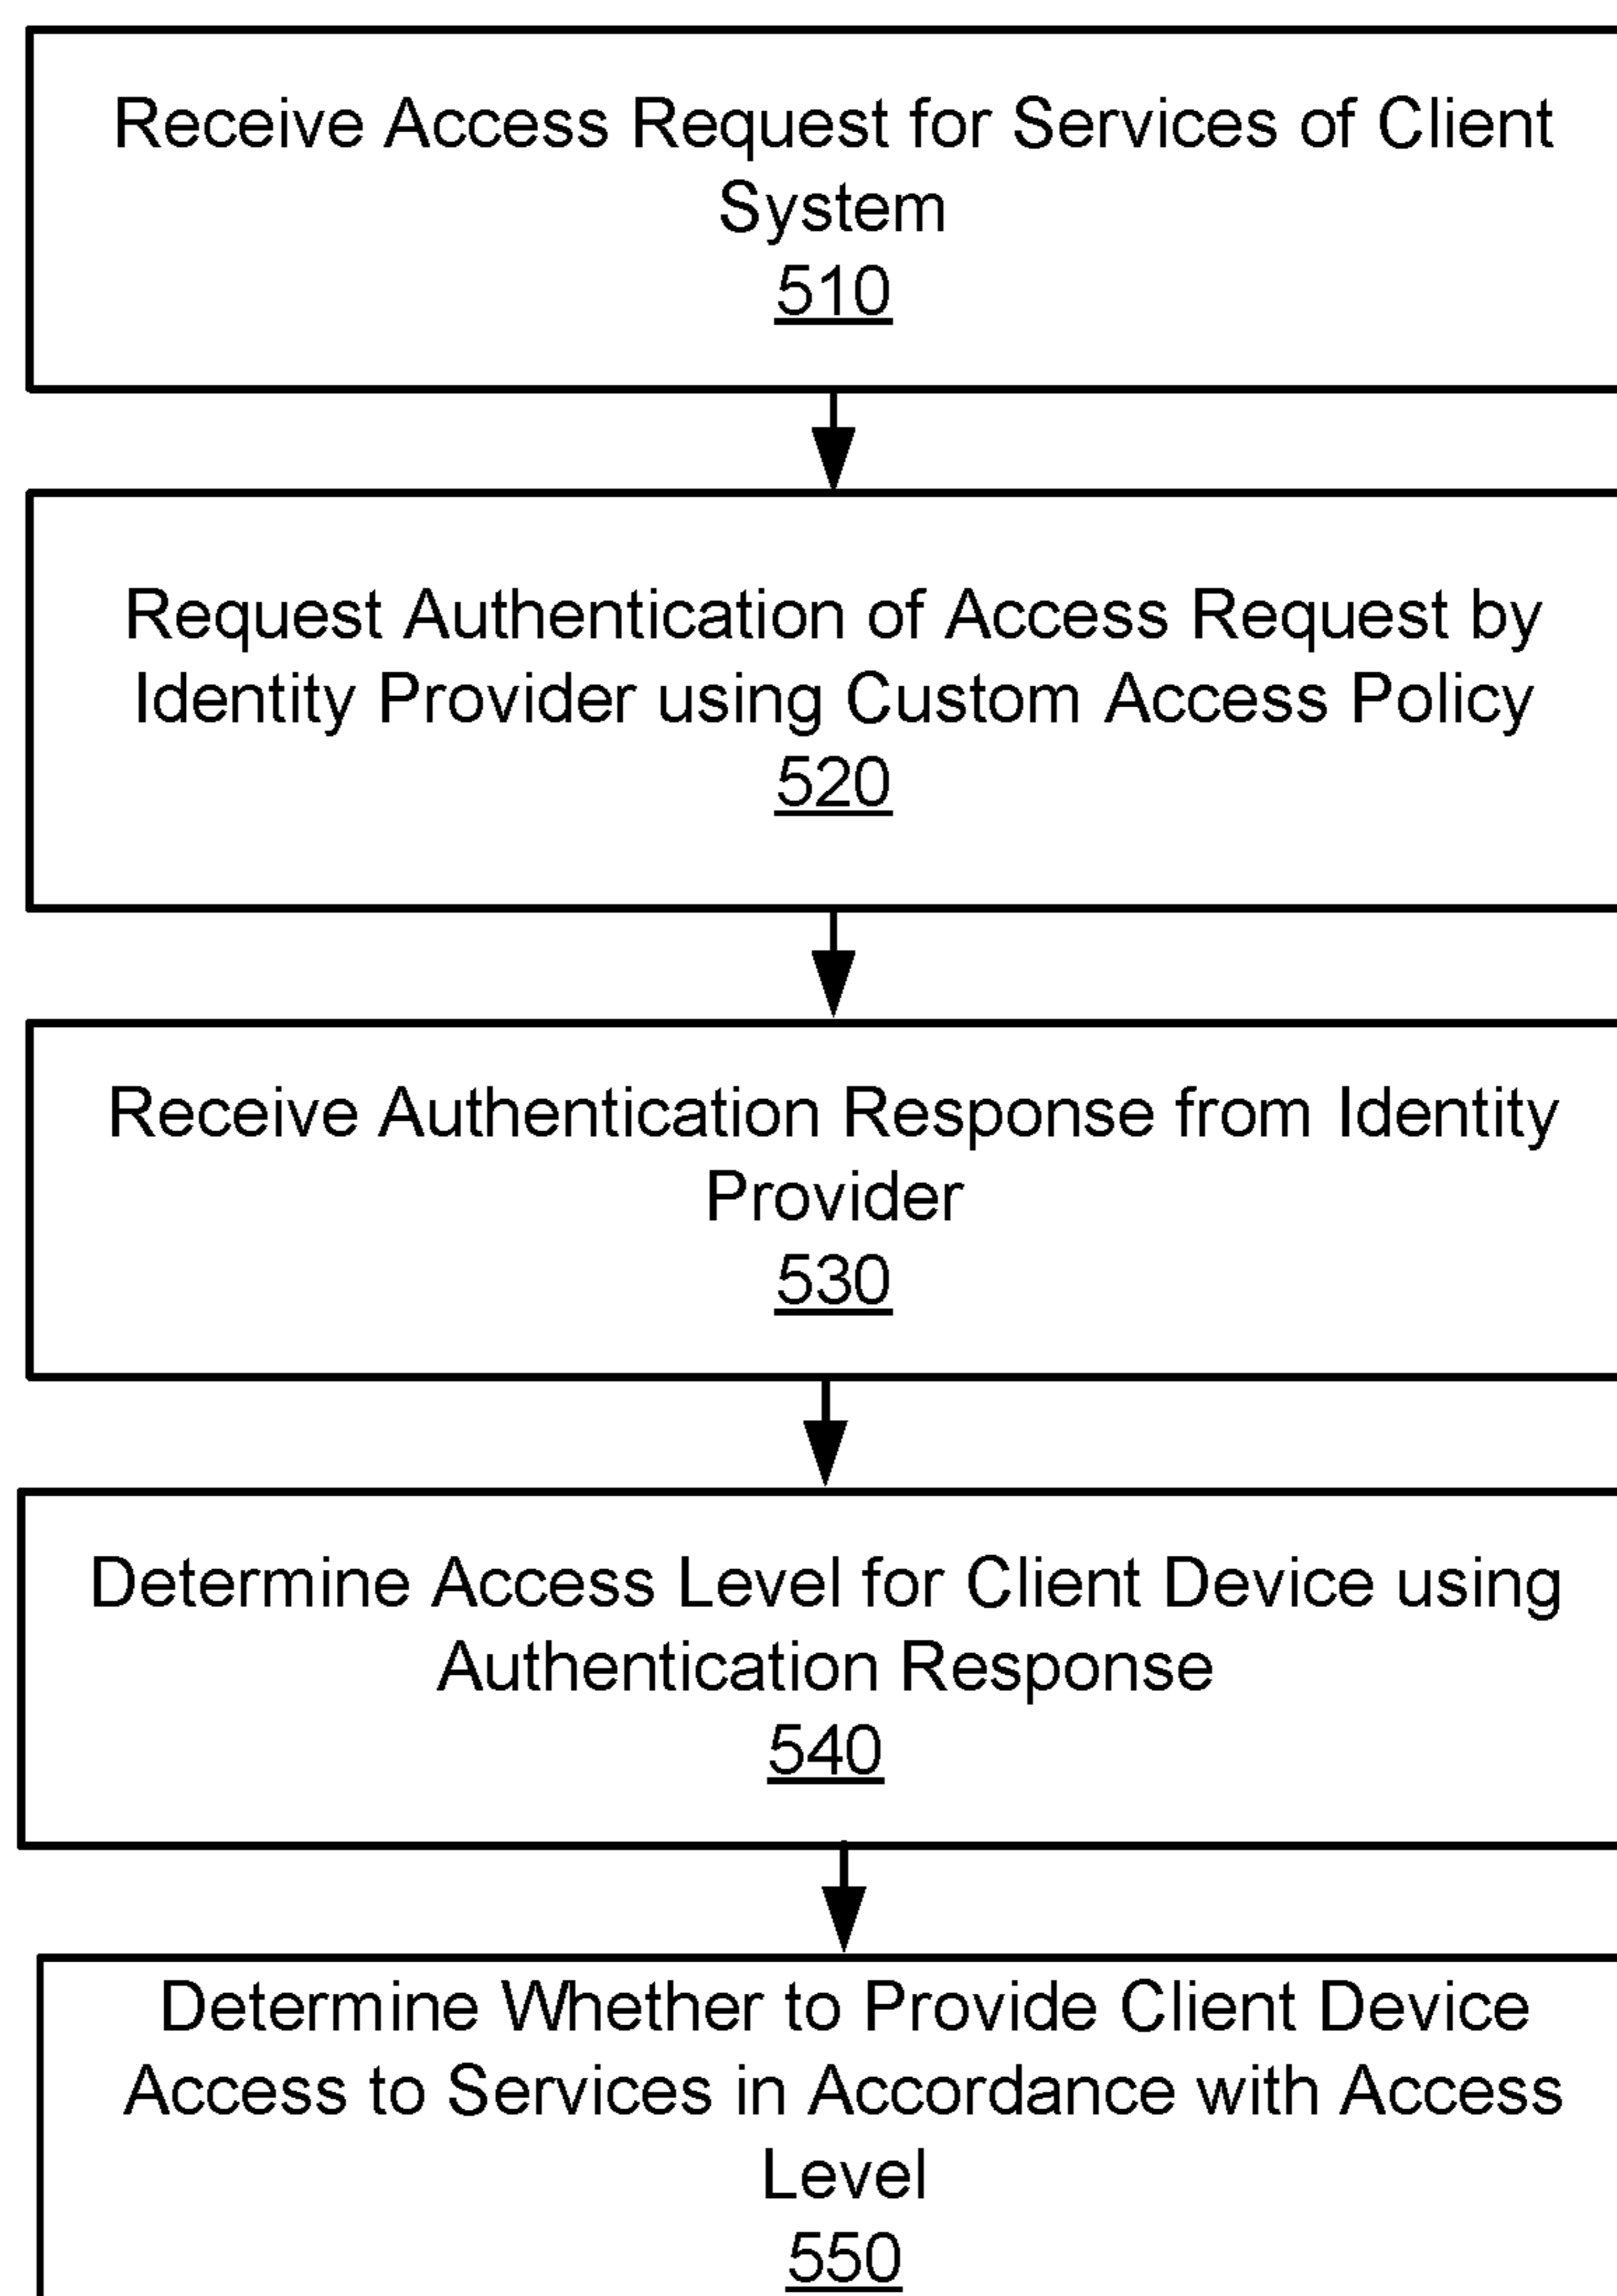 Receive Access Request for Services of Client
System
510
Request Authentication of Access Request by
Identity Provider using Custom Access Policy
520
Receive Authentication Response from Identity
Provider
530
Determine Access Level for Client Device using
Authentication Response
540
Determine Whether to Provide Client Device
Access to Services in Accordance with Access
Level
550